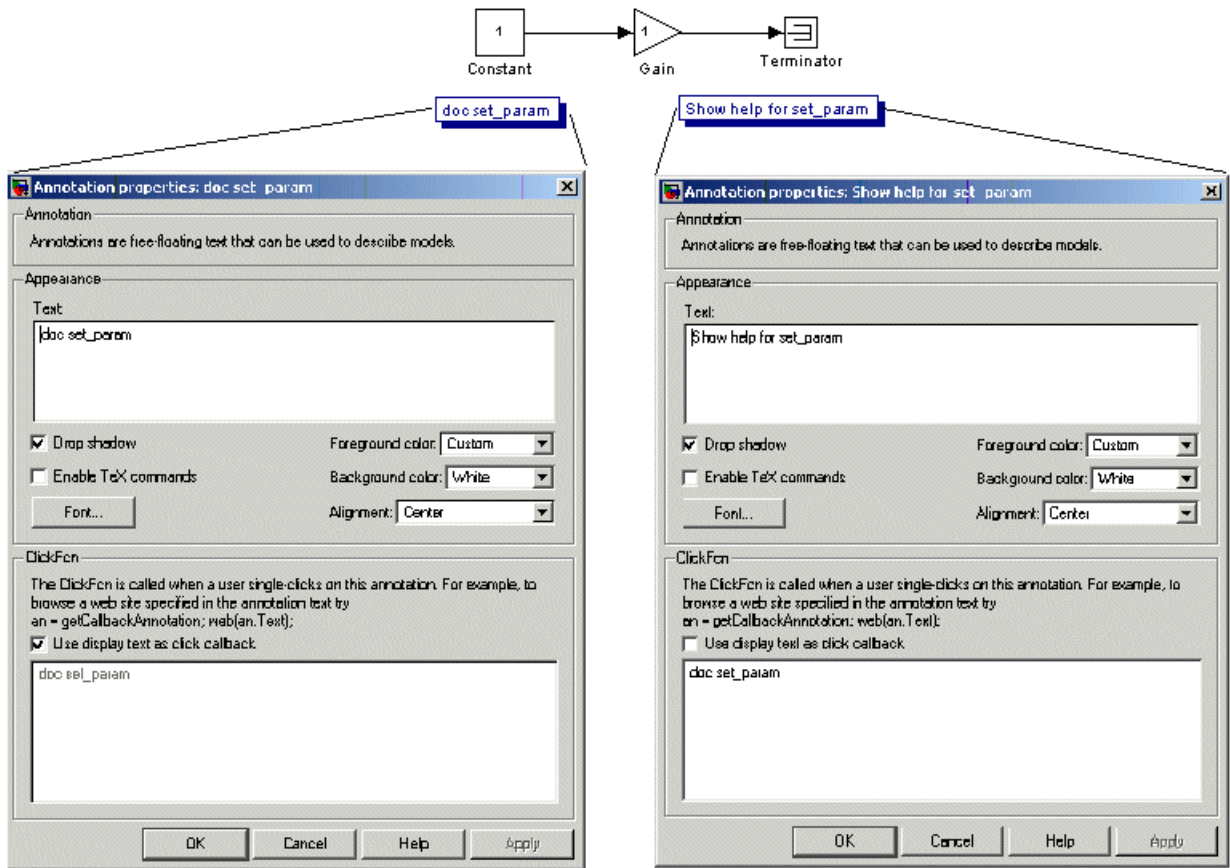 1
1
Constant
Gain
Terminator
doc set_param
Show help for set_param
Annotation properties: doc set_param
Annotation
Annotations are free-floating text that can be used to describe models.
Appearance
Text:
doc set_param
Drop shadow
Foreground color: Custom
Enable TeX commands
Background color: White
Font...
Alignment: Center
ClickFcn
The ClickFcn is called when a user single-clicks on this annotation. For example, to
browse a web site specified in the annotation text try
an = getCallbackAnnotation; web(an.Text);
Use display text as click callback
doc set_param
OK
Cancel
Help
Apply
Annotation properties: Show help for set_param
Annotation
Annotations are free-floating text that can be used to describe models.
Appearance
Text:
Show help for set_param
Drop shadow
Foreground color: Custom
Enable TeX commands
Background color: White
Font...
Alignment: Center
ClickFcn
The ClickFcn is called when a user single-clicks on this annotation. For example, to
browse a web site specified in the annotation text try
an = getCallbackAnnotation; web(an.Text);
Use display text as click callback
doc set_param
OK
Cancel
Help
Apply